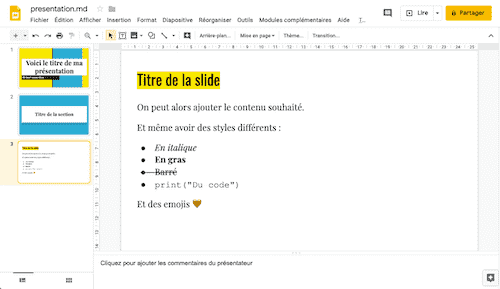 presentation.md
Fichier Édition Affichage Insertion Format Diapositive Réorganiser Outils Modules complémentaires Aide
Lire
Partager
Arrière-plan...
Mise en page
Thème...
Transition...
1
Voici le titre de ma
présentation
2
Titre de la section
3
Titre de la slide
Titre de la slide
On peut alors ajouter le contenu souhaité.
Et même avoir des styles différents :
● En italique
● En gras
● Barré
● print("Du code")
Et des emojis 🦊
Cliquez pour ajouter les commentaires du présentateur